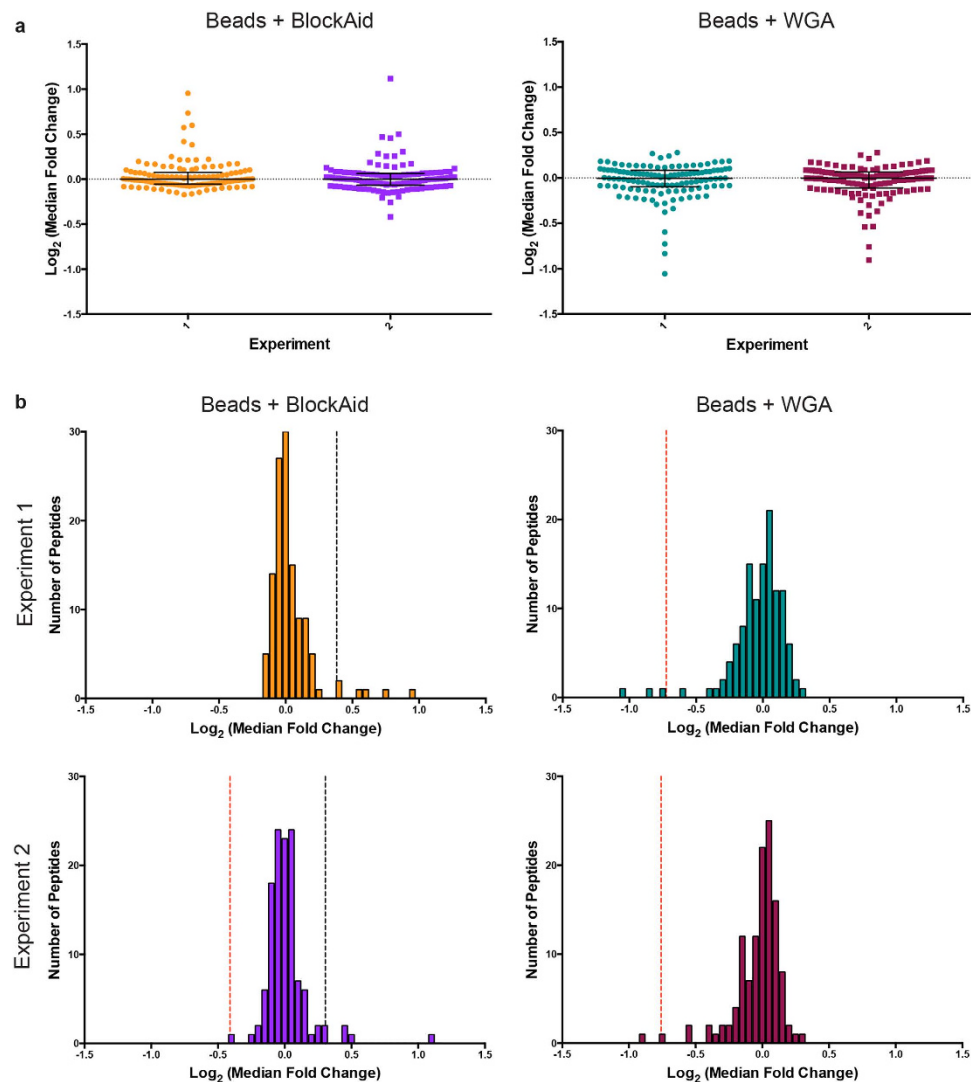 a
Beads + BlockAid
Beads + WGA
Log2 (Median Fold Change)
1.5
1.0
0.5
0.0
-0.5
-1.0
-1.5
1
2
Experiment
Log2 (Median Fold Change)
1.5
1.0
0.5
0.0
-0.5
-1.0
-1.5
1
2
Experiment
b
Beads + BlockAid
Beads + WGA
Experiment 1
Number of Peptides
30
20
10
0
-1.5 -1.0 -0.5 0.0 0.5 1.0 1.5
Log2 (Median Fold Change)
Number of Peptides
30
20
10
0
-1.5 -1.0 -0.5 0.0 0.5 1.0 1.5
Log2 (Median Fold Change)
Experiment 2
Number of Peptides
30
20
10
0
-1.5 -1.0 -0.5 0.0 0.5 1.0 1.5
Log2 (Median Fold Change)
Number of Peptides
30
20
10
0
-1.5 -1.0 -0.5 0.0 0.5 1.0 1.5
Log2 (Median Fold Change)